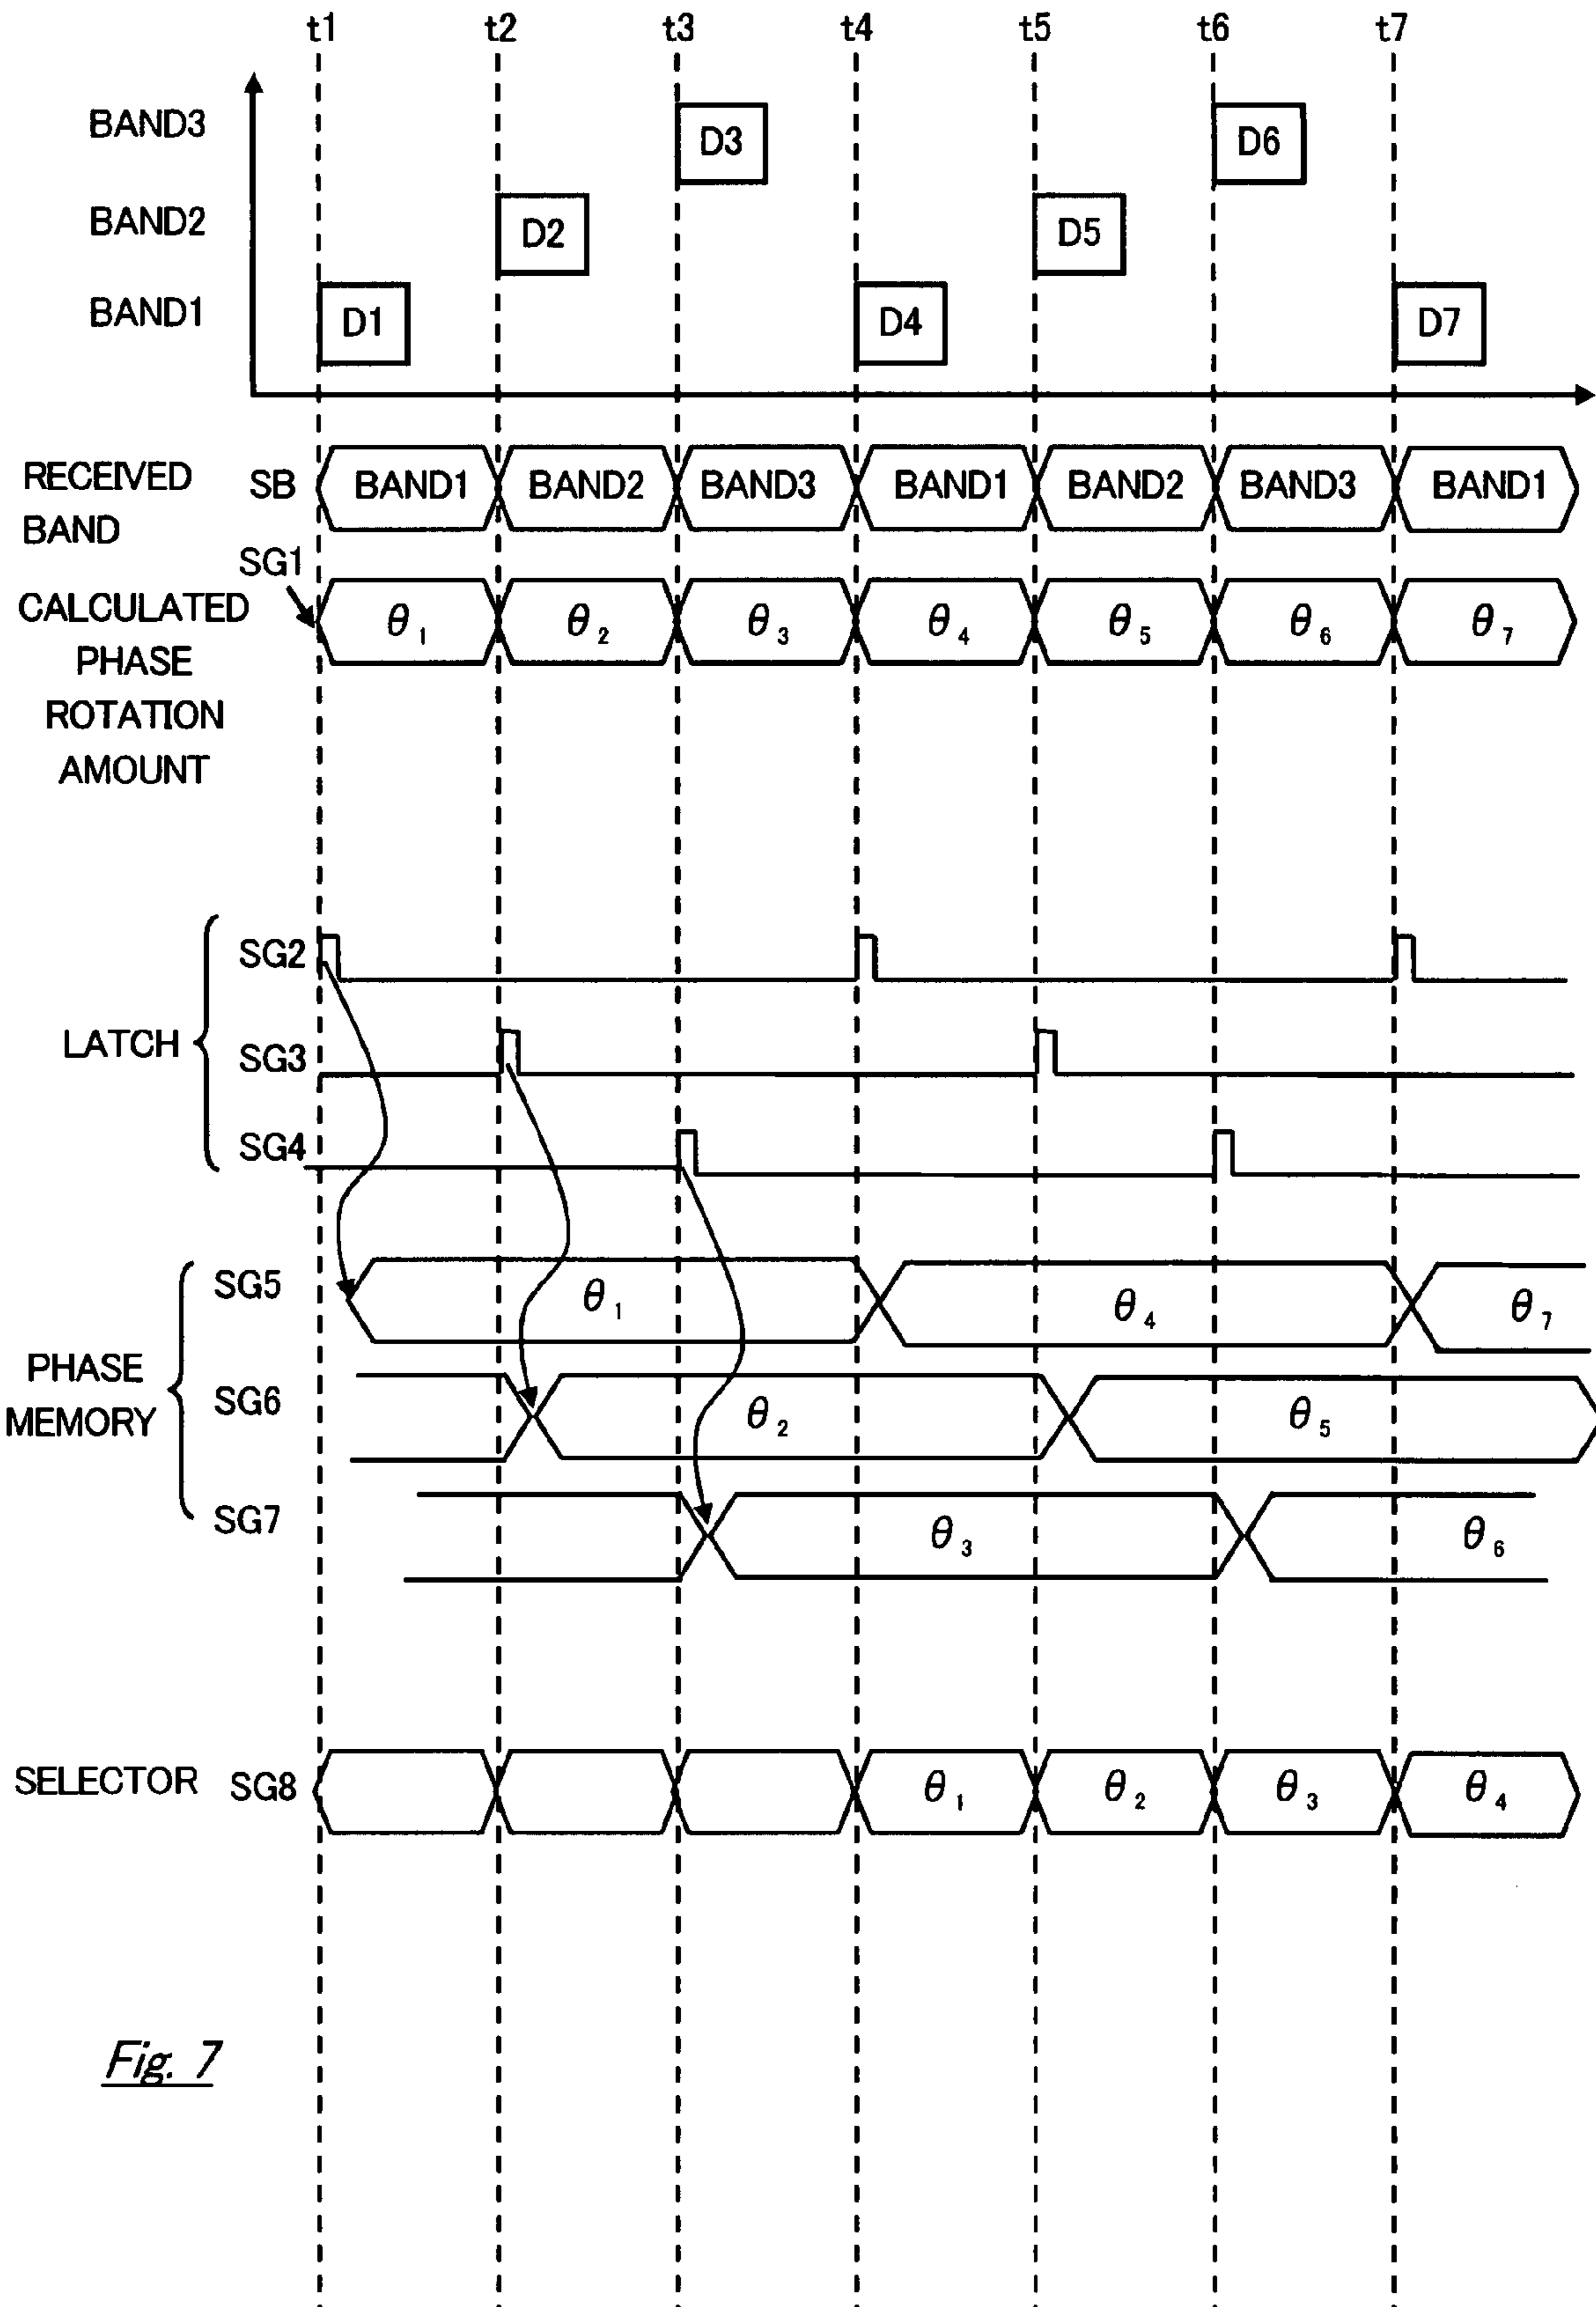 t1 t2 t3 t4 t5 t6 t7
BAND3 D3 D6
BAND2 D2 D5
BAND1 D1 D4 D7
RECEIVED BAND SB BAND1 BAND2 BAND3 BAND1 BAND2 BAND3 BAND1
SG1
CALCULATED
PHASE
ROTATION
AMOUNT
θ1 θ2 θ3 θ4 θ5 θ6 θ7
LATCH
SG2
SG3
SG4
PHASE
MEMORY
SG5 θ1 θ4 θ7
SG6 θ2 θ5
SG7 θ3 θ6
SELECTOR SG8 θ1 θ2 θ3 θ4
Fig. 7